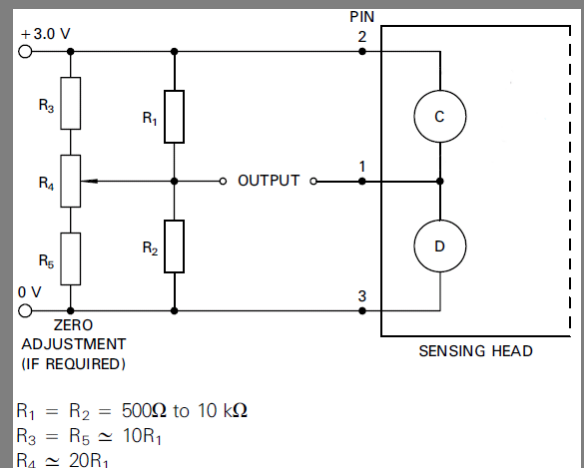 PIN
+3.0 V
2
R₃
R₁
C
1
R₄
OUTPUT
R₂
D
R₅
0 V
3
ZERO
ADJUSTMENT
(IF REQUIRED)
SENSING HEAD
R₁ = R₂ = 500Ω to 10 kΩ
R₃ = R₅ ≃ 10R₁
R₄ ≃ 20R₁